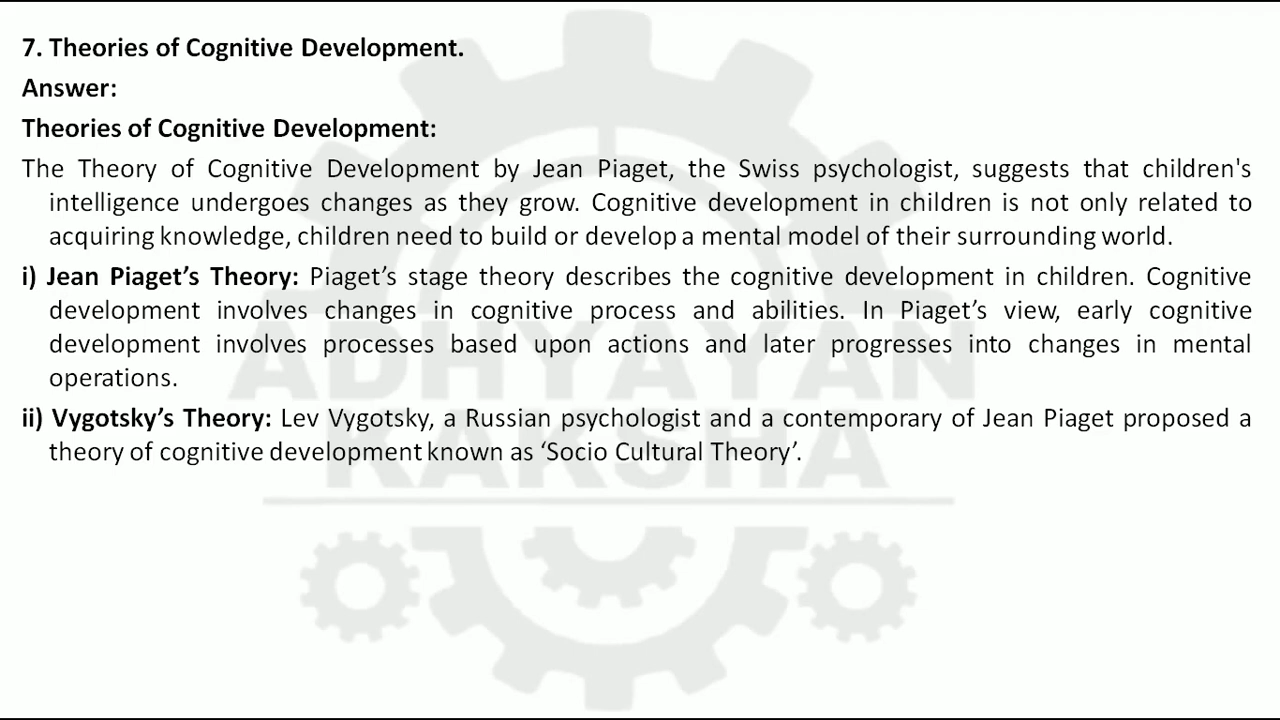 7. Theories of Cognitive Development.
Answer:
Theories of Cognitive Development:
The Theory of Cognitive Development by Jean Piaget, the Swiss psychologist, suggests that children's
intelligence undergoes changes as they grow. Cognitive development in children is not only related to
acquiring knowledge, children need to build or develop a mental model of their surrounding world.
i) Jean Piaget’s Theory: Piaget’s stage theory describes the cognitive development in children. Cognitive
development involves changes in cognitive process and abilities. In Piaget’s view, early cognitive
development involves processes based upon actions and later progresses into changes in mental
operations.
ii) Vygotsky’s Theory: Lev Vygotsky, a Russian psychologist and a contemporary of Jean Piaget proposed a
theory of cognitive development known as ‘Socio Cultural Theory’.
ADHYAYAN
RAKSHA